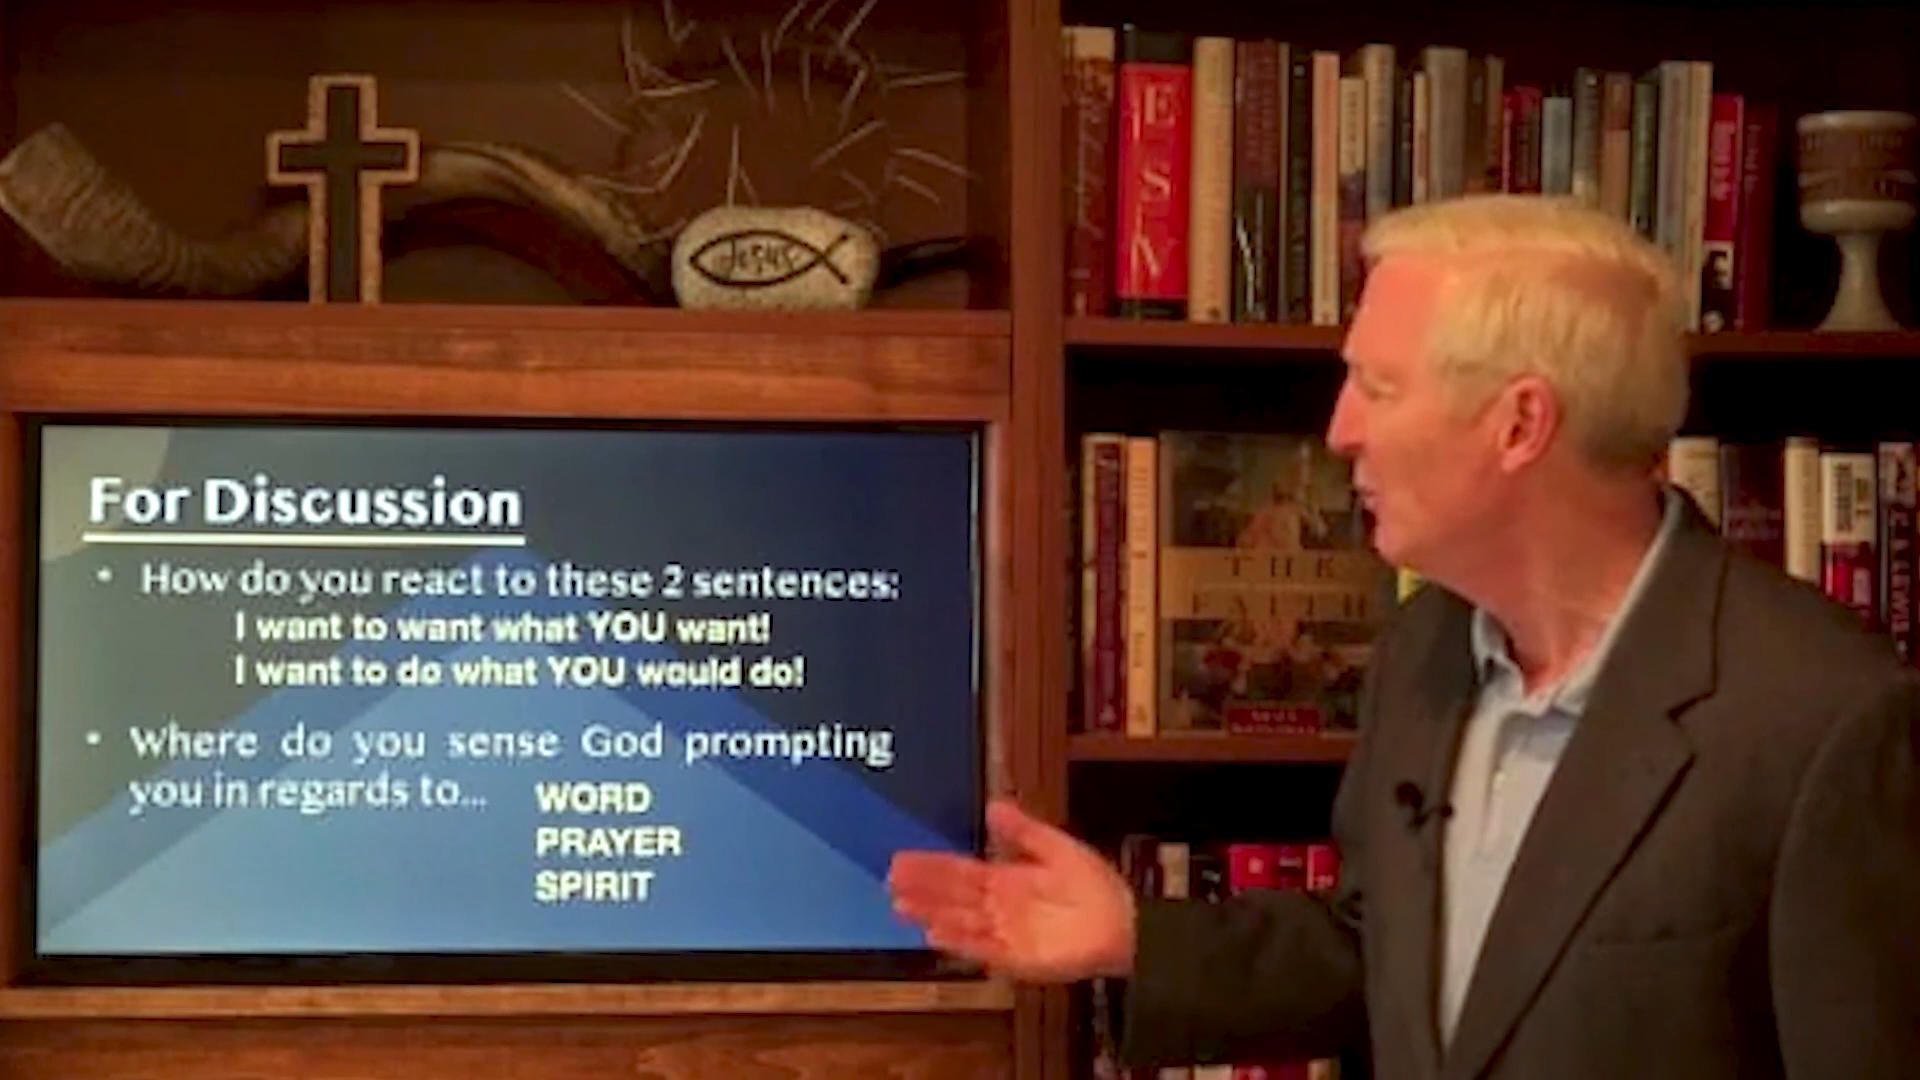 Jesus
ESV
For Discussion
• How do you react to these 2 sentences:
I want to want what YOU want!
I want to do what YOU would do!
• Where do you sense God prompting
you in regards to...
WORD
PRAYER
SPIRIT
THE
FAITH